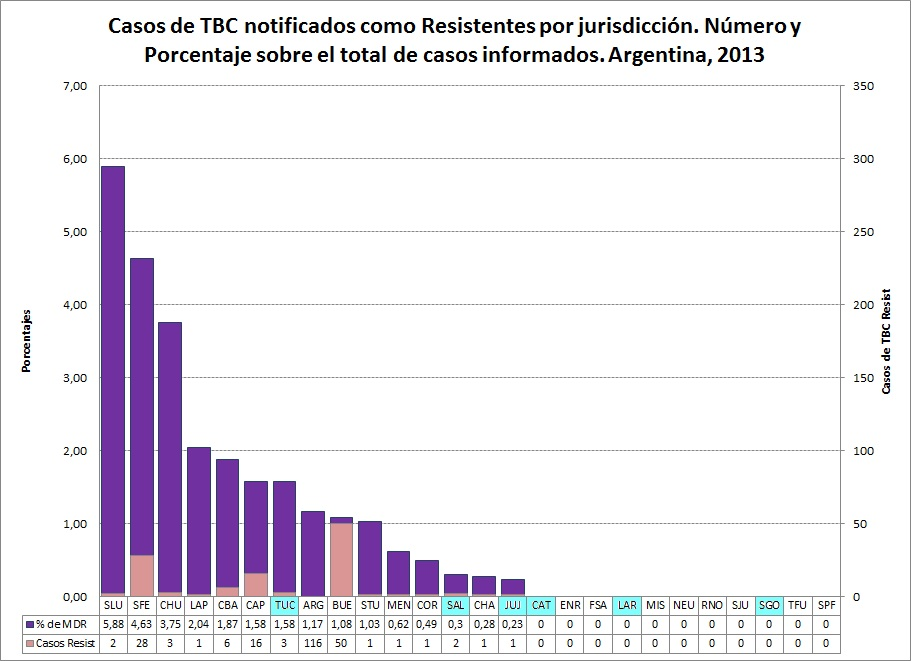 Casos de TBC notificados como Resistentes por jurisdicción. Número y
Porcentaje sobre el total de casos informados. Argentina, 2013
7,00
6,00
5,00
4,00
3,00
2,00
1,00
0,00
Porcentajes
350
300
250
200
150
100
50
0
Casos de TBC Resist
SLU SFE CHU LAP CBA CAP TUC ARG BUE STU MEN COR SAL CHA JUJ CAT ENR FSA LAR MIS NEU RNO SJU SGO TFU SPF
% de MDR 5,88 4,63 3,75 2,04 1,87 1,58 1,58 1,17 1,08 1,03 0,62 0,49 0,3 0,28 0,23 0 0 0 0 0 0 0 0 0 0 0
Casos Resist 2 28 3 1 6 16 3 116 50 1 1 1 2 1 1 0 0 0 0 0 0 0 0 0 0 0